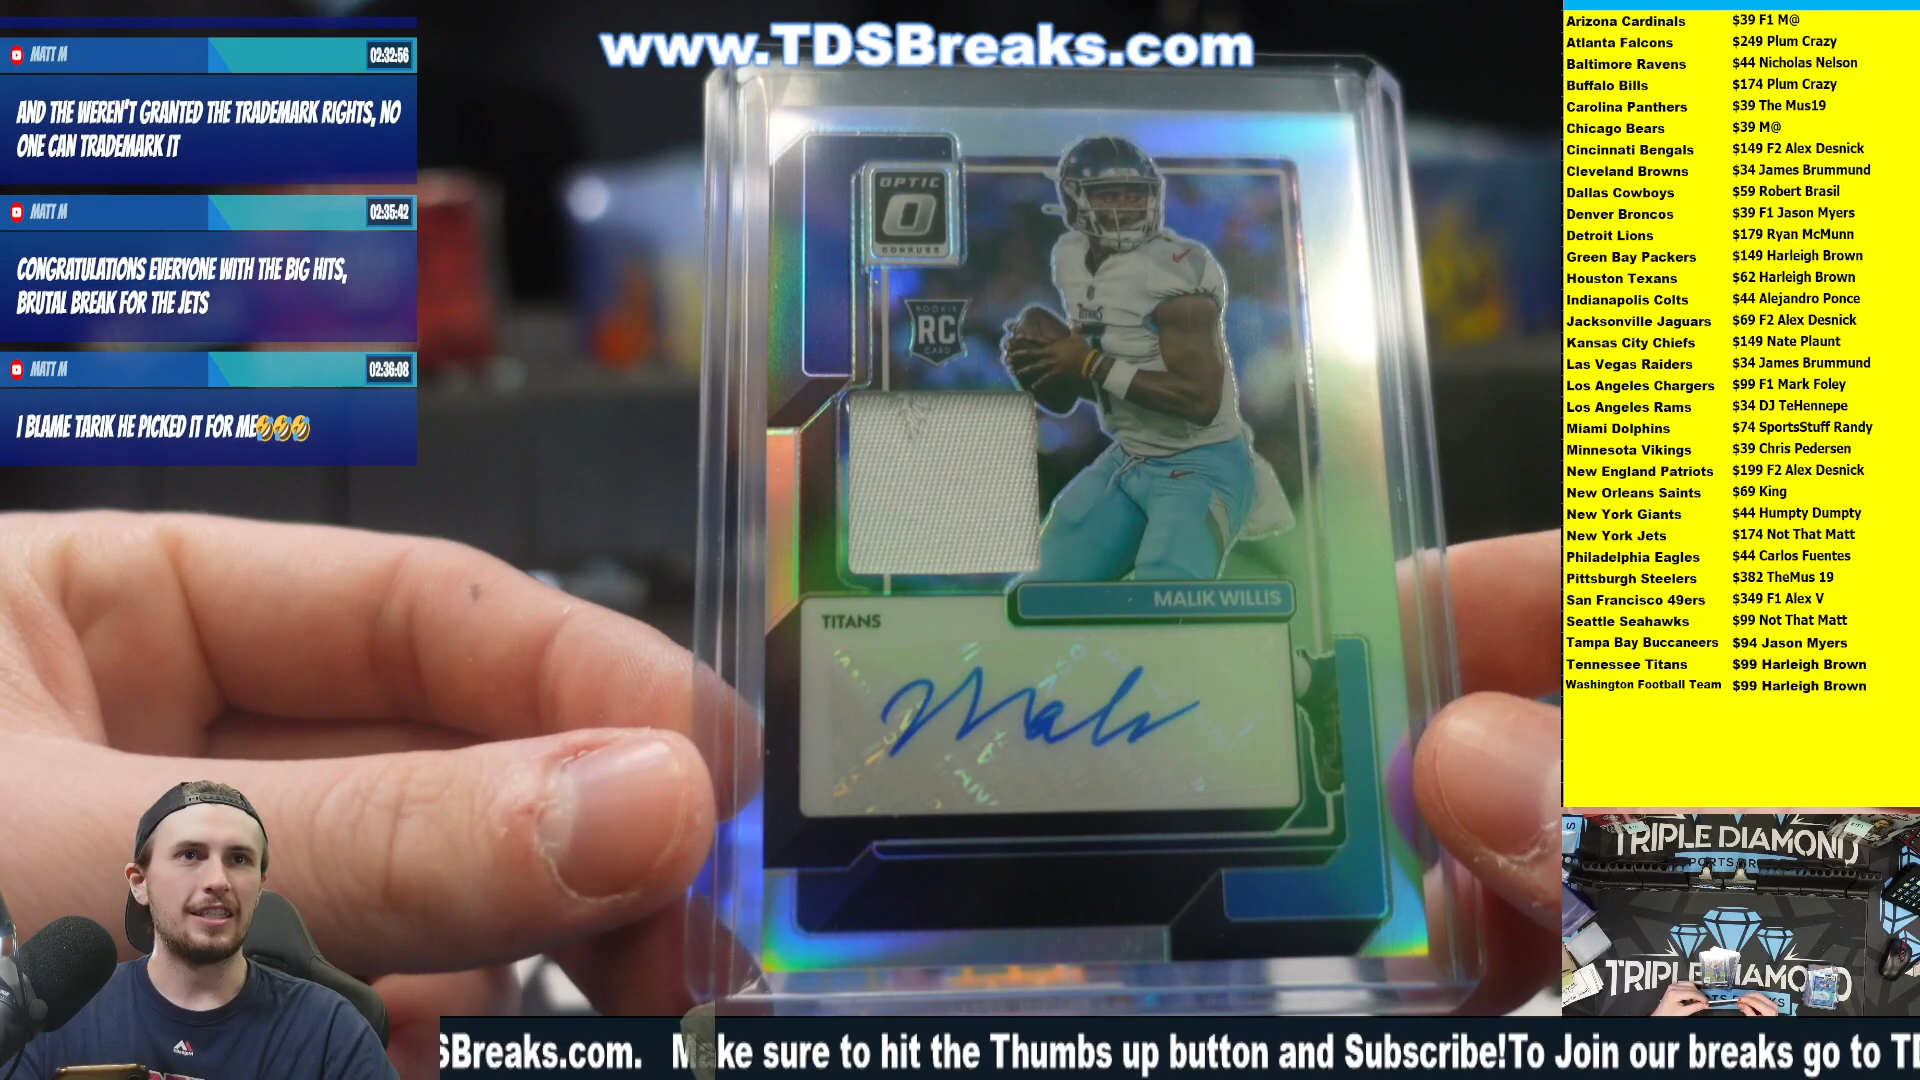 www.TDSBreaks.com
MATT M 02:32:56
AND THE WEREN'T GRANTED THE TRADEMARK RIGHTS, NO
ONE CAN TRADEMARK IT
MATT M 02:35:42
CONGRATULATIONS EVERYONE WITH THE BIG HITS,
BRUTAL BREAK FOR THE JETS
MATT M 02:36:08
I BLAME TARIK HE PICKED IT FOR ME🤣🤣🤣
OPTIC
DONRUSS
ROOKIE
RC
CARD
TITANS
MALIK WILLIS
TITANS
Arizona Cardinals $39 F1 M@
Atlanta Falcons $249 Plum Crazy
Baltimore Ravens $44 Nicholas Nelson
Buffalo Bills $174 Plum Crazy
Carolina Panthers $39 The Mus19
Chicago Bears $39 M@
Cincinnati Bengals $149 F2 Alex Desnick
Cleveland Browns $34 James Brummund
Dallas Cowboys $59 Robert Brasil
Denver Broncos $39 F1 Jason Myers
Detroit Lions $179 Ryan McMunn
Green Bay Packers $149 Harleigh Brown
Houston Texans $62 Harleigh Brown
Indianapolis Colts $44 Alejandro Ponce
Jacksonville Jaguars $69 F2 Alex Desnick
Kansas City Chiefs $149 Nate Plaunt
Las Vegas Raiders $34 James Brummund
Los Angeles Chargers $99 F1 Mark Foley
Los Angeles Rams $34 DJ TeHennepe
Miami Dolphins $74 SportsStuff Randy
Minnesota Vikings $39 Chris Pedersen
New England Patriots $199 F2 Alex Desnick
New Orleans Saints $69 King
New York Giants $44 Humpty Dumpty
New York Jets $174 Not That Matt
Philadelphia Eagles $44 Carlos Fuentes
Pittsburgh Steelers $382 TheMus 19
San Francisco 49ers $349 F1 Alex V
Seattle Seahawks $99 Not That Matt
Tampa Bay Buccaneers $94 Jason Myers
Tennessee Titans $99 Harleigh Brown
Washington Football Team $99 Harleigh Brown
TRIPLE DIAMOND
TRIPLE DIAMOND
SBreaks.com. Make sure to hit the Thumbs up button and Subscribe!To Join our breaks go to